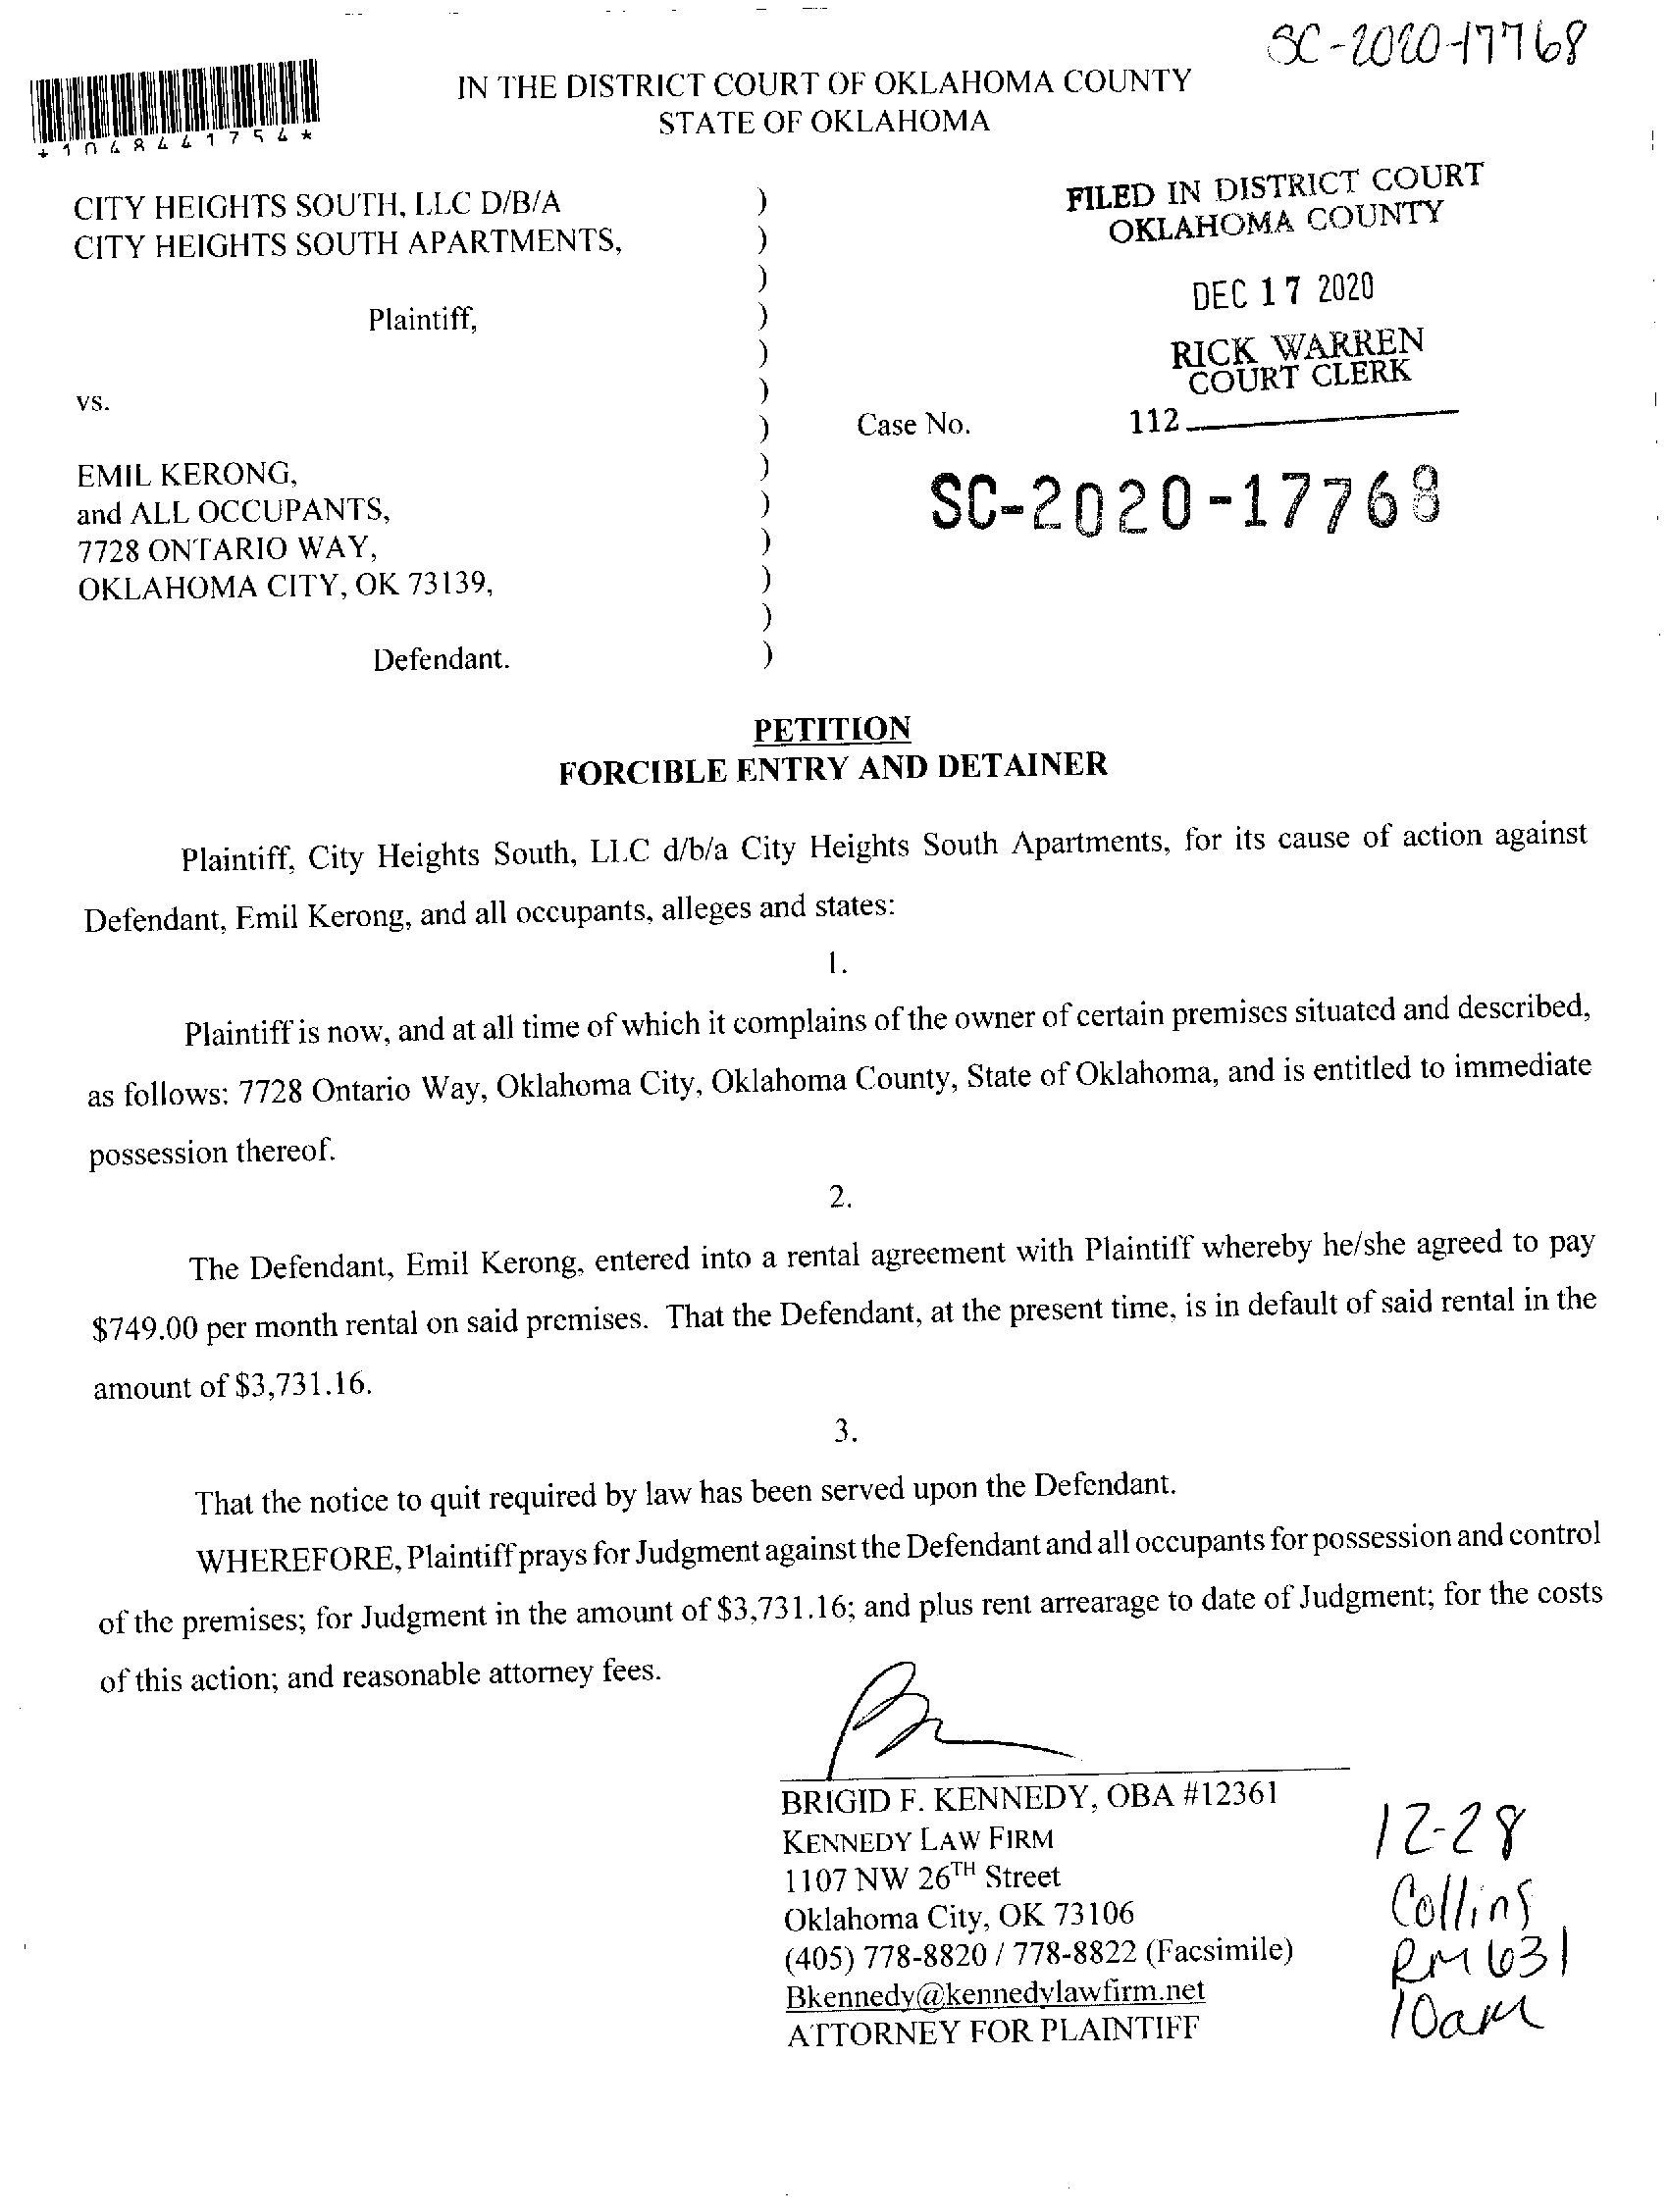 SC-2020-17768
IN THE DISTRICT COURT OF OKLAHOMA COUNTY
STATE OF OKLAHOMA
*1048441754*
CITY HEIGHTS SOUTH, LLC D/B/A )
CITY HEIGHTS SOUTH APARTMENTS, )
)
Plaintiff, )
)
vs. )
)
EMIL KERONG, )
and ALL OCCUPANTS, )
7728 ONTARIO WAY, )
OKLAHOMA CITY, OK 73139, )
)
Defendant. )
FILED IN DISTRICT COURT
OKLAHOMA COUNTY
DEC 17 2020
RICK WARREN
COURT CLERK
Case No. 112
SC-2020-17768
PETITION
FORCIBLE ENTRY AND DETAINER
Plaintiff, City Heights South, LLC d/b/a City Heights South Apartments, for its cause of action against
Defendant, Emil Kerong, and all occupants, alleges and states:
1.
Plaintiff is now, and at all time of which it complains of the owner of certain premises situated and described,
as follows: 7728 Ontario Way, Oklahoma City, Oklahoma County, State of Oklahoma, and is entitled to immediate
possession thereof.
2.
The Defendant, Emil Kerong, entered into a rental agreement with Plaintiff whereby he/she agreed to pay
$749.00 per month rental on said premises. That the Defendant, at the present time, is in default of said rental in the
amount of $3,731.16.
3.
That the notice to quit required by law has been served upon the Defendant.
WHEREFORE, Plaintiff prays for Judgment against the Defendant and all occupants for possession and control
of the premises; for Judgment in the amount of $3,731.16; and plus rent arrearage to date of Judgment; for the costs
of this action; and reasonable attorney fees.
BRIGID F. KENNEDY, OBA #12361
KENNEDY LAW FIRM
1107 NW 26TH Street
Oklahoma City, OK 73106
(405) 778-8820 / 778-8822 (Facsimile)
Bkennedy@kennedylawfirm.net
ATTORNEY FOR PLAINTIFF
12-28
Collins
RM 631
10am